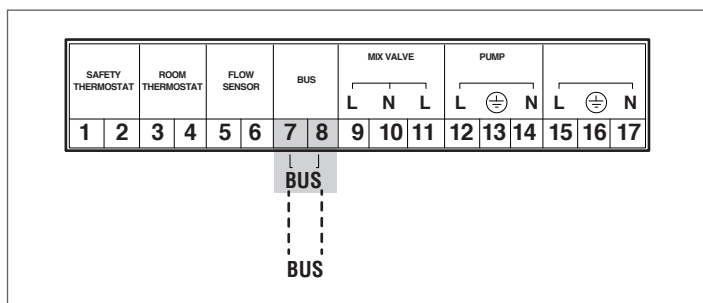 SAFETY THERMOSTAT
ROOM THERMOSTAT
FLOW SENSOR
BUS
MIX VALVE
PUMP
L N L L ⏚ N L ⏚ N
1 2 3 4 5 6 7 8 9 10 11 12 13 14 15 16 17
BUS
BUS